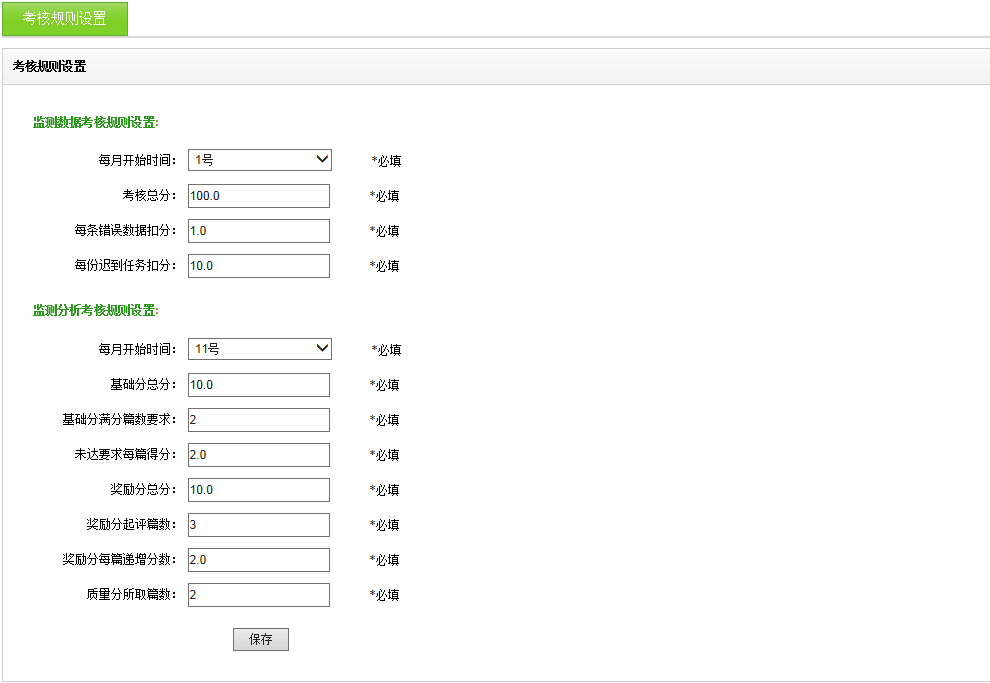 考核规则设置
考核规则设置
监测数据考核规则设置:
每月开始时间: 1号 *必填
考核总分: 100.0 *必填
每条错误数据扣分: 1.0 *必填
每份迟到任务扣分: 10.0 *必填
监测分析考核规则设置:
每月开始时间: 11号 *必填
基础分总分: 10.0 *必填
基础分满分篇数要求: 2 *必填
未达要求每篇得分: 2.0 *必填
奖励分总分: 10.0 *必填
奖励分起评篇数: 3 *必填
奖励分每篇递增分数: 2.0 *必填
质量分所取篇数: 2 *必填
保存